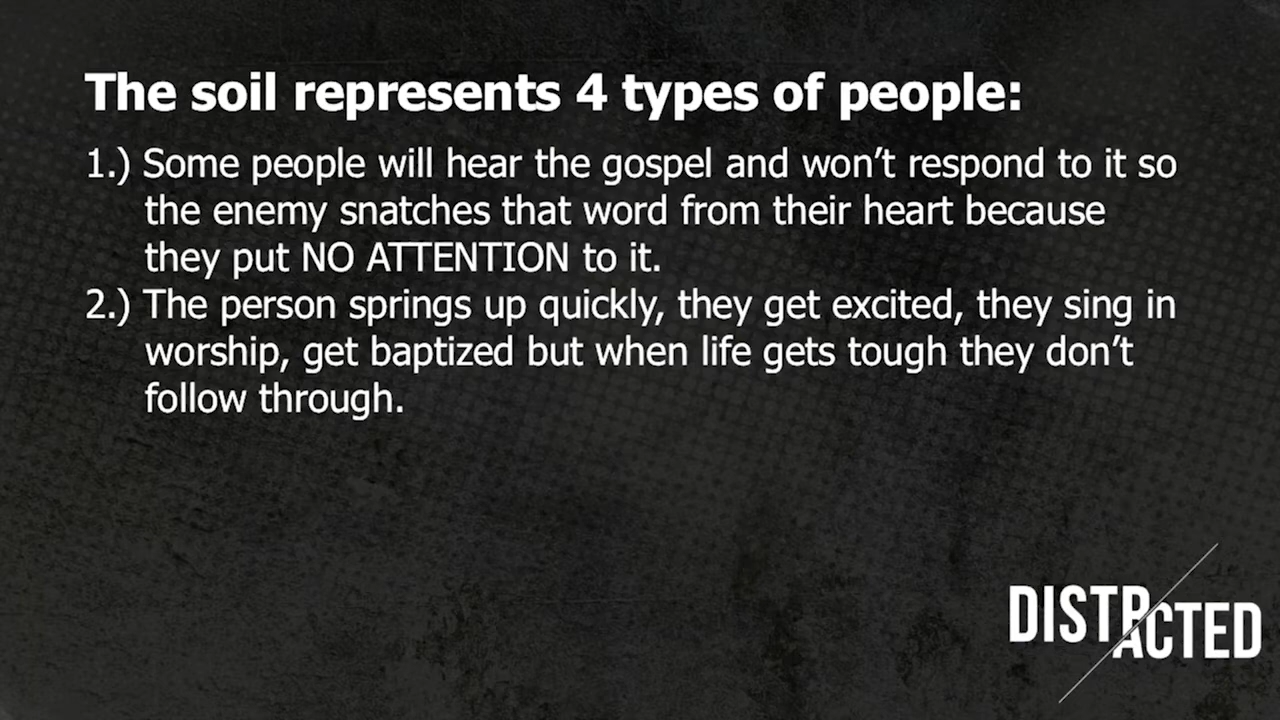 The soil represents 4 types of people:
1.) Some people will hear the gospel and won’t respond to it so
the enemy snatches that word from their heart because
they put NO ATTENTION to it.
2.) The person springs up quickly, they get excited, they sing in
worship, get baptized but when life gets tough they don’t
follow through.
DISTRACTED